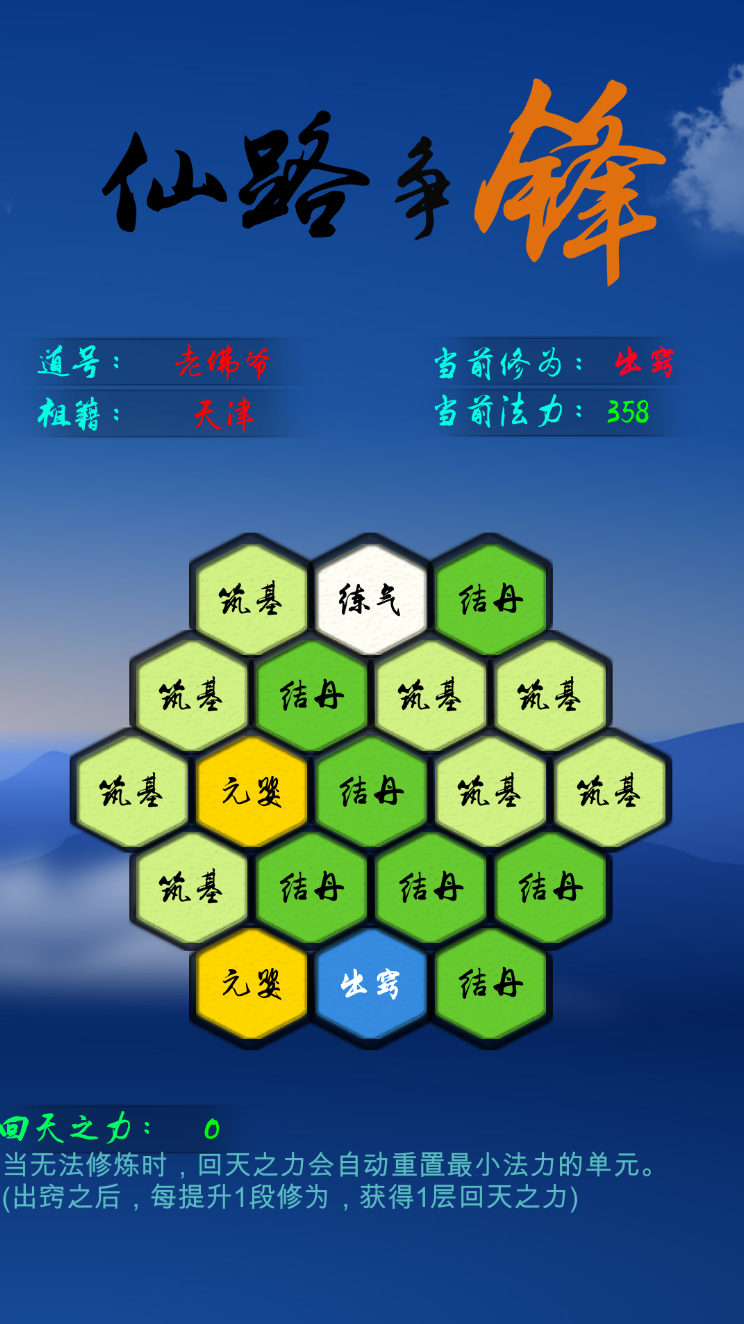 仙路争锋
道号： 老佛爷 当前修为： 出窍
祖籍： 天津 当前法力： 358
筑基 练气 结丹
筑基 结丹 筑基 筑基
筑基 元婴 结丹 筑基 筑基
筑基 结丹 结丹 结丹
元婴 出窍 结丹
回天之力： 0
当无法修炼时，回天之力会自动重置最小法力的单元。
(出窍之后，每提升1段修为，获得1层回天之力)